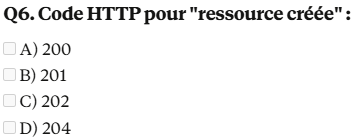 Q6. Code HTTP pour "ressource créée" :
A) 200
B) 201
C) 202
D) 204